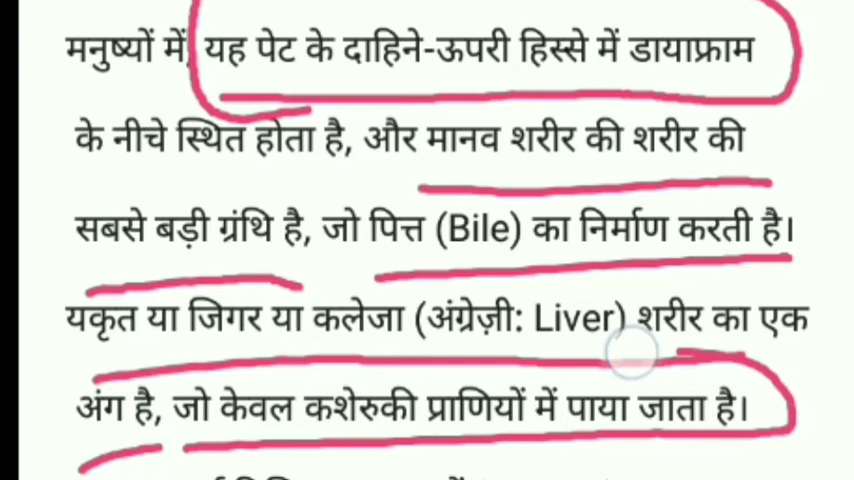 मनुष्यों में, यह पेट के दाहिने-ऊपरी हिस्से में डायाफ्राम
के नीचे स्थित होता है, और मानव शरीर की शरीर की
सबसे बड़ी ग्रंथि है, जो पित्त (Bile) का निर्माण करती है।
यकृत या जिगर या कलेजा (अंग्रेज़ी: Liver) शरीर का एक
अंग है, जो केवल कशेरुकी प्राणियों में पाया जाता है।